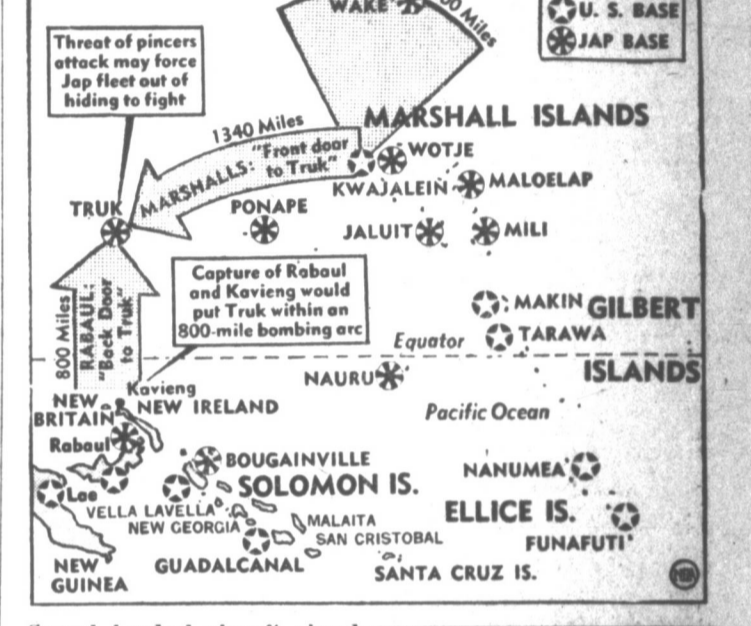 WAKE
00 Miles
U. S. BASE
JAP BASE
Threat of pincers
attack may force
Jap fleet out of
hiding to fight
MARSHALL ISLANDS
1340 Miles
MARSHALLS: "Front door
to Truk"
WOTJE
KWAJALEIN
MALOELAP
TRUK
PONAPE
JALUIT
MILI
Capture of Rabaul
and Kavieng would
put Truk within an
800-mile bombing arc
800 Miles
RABAUL:
"Back Door
to Truk"
MAKIN
GILBERT
TARAWA
Equator
ISLANDS
NAURU
Kavieng
NEW
BRITAIN
NEW IRELAND
Pacific Ocean
Rabaul
BOUGAINVILLE
NANUMEA
Lae
SOLOMON IS.
VELLA LAVELLA
ELLICE IS.
NEW GEORGIA
MALAITA
SAN CRISTOBAL
FUNAFUTI
GUADALCANAL
SANTA CRUZ IS.
NEW
GUINEA